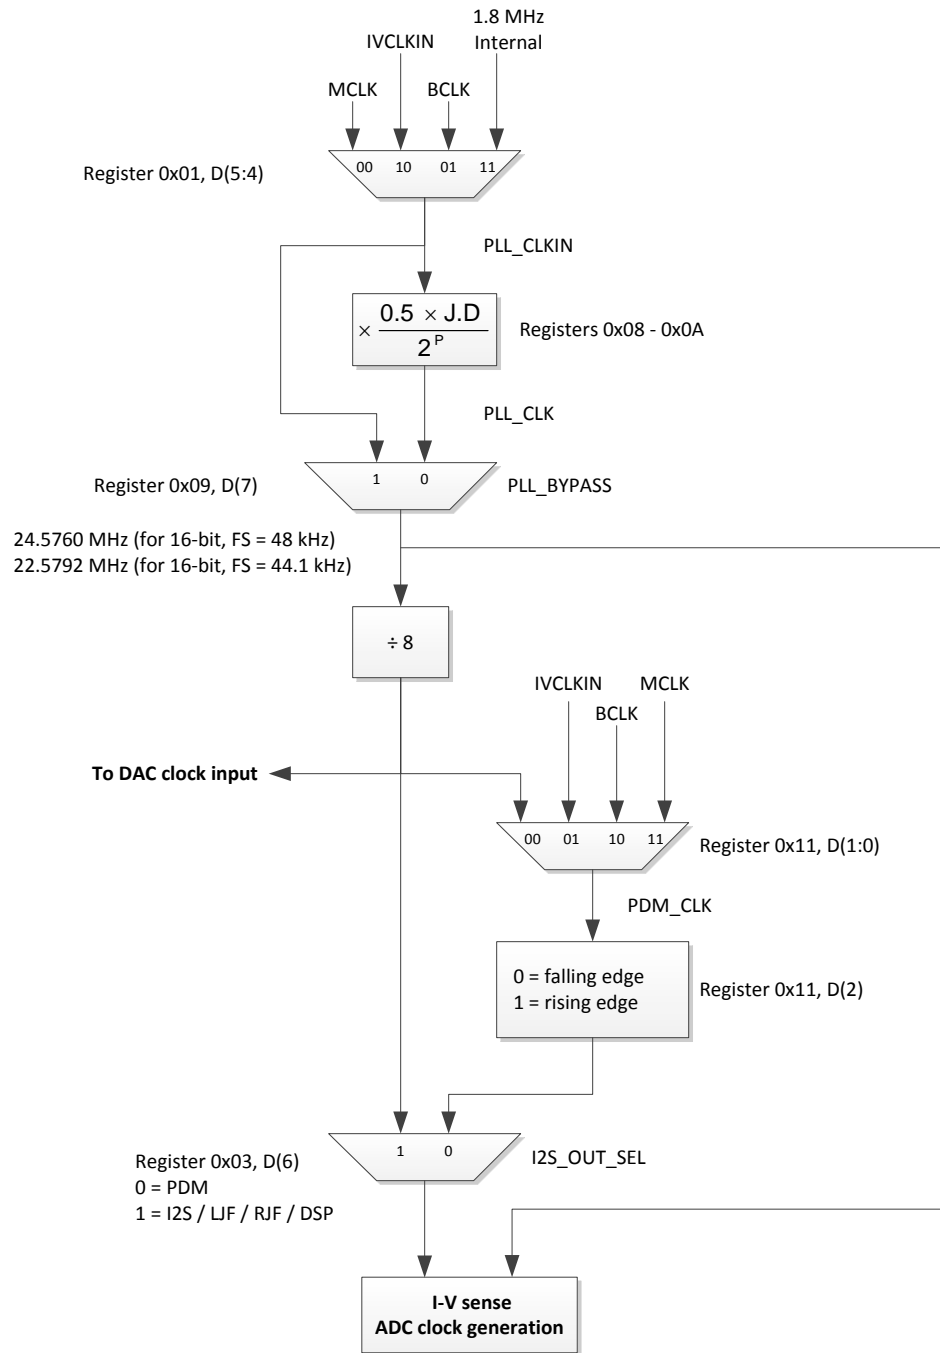 1.8 MHz
Internal
IVCLKIN
MCLK
BCLK
00 10 01 11
Register 0x01, D(5:4)
PLL_CLKIN
× 0.5 × J.D
2^P
Registers 0x08 - 0x0A
PLL_CLK
1 0
Register 0x09, D(7)
PLL_BYPASS
24.5760 MHz (for 16-bit, FS = 48 kHz)
22.5792 MHz (for 16-bit, FS = 44.1 kHz)
÷ 8
IVCLKIN
MCLK
BCLK
To DAC clock input
00 01 10 11
Register 0x11, D(1:0)
PDM_CLK
0 = falling edge
1 = rising edge
Register 0x11, D(2)
1 0
I2S_OUT_SEL
Register 0x03, D(6)
0 = PDM
1 = I2S / LJF / RJF / DSP
I-V sense
ADC clock generation